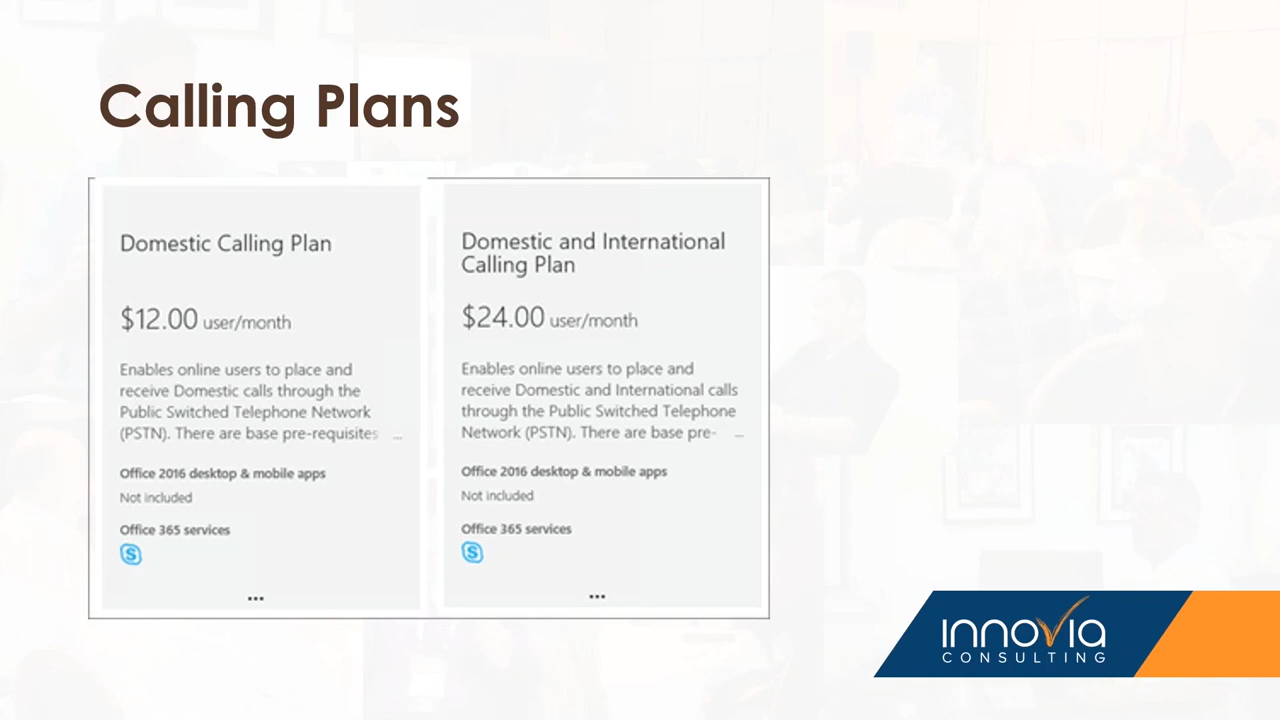 Calling Plans
Domestic Calling Plan
$12.00 user/month
Enables online users to place and
receive Domestic calls through the
Public Switched Telephone Network
(PSTN). There are base pre-requisites ...
Office 2016 desktop & mobile apps
Not included
Office 365 services
S
...
Domestic and International
Calling Plan
$24.00 user/month
Enables online users to place and
receive Domestic and International calls
through the Public Switched Telephone
Network (PSTN). There are base pre- ...
Office 2016 desktop & mobile apps
Not included
Office 365 services
S
...
innovia
CONSULTING